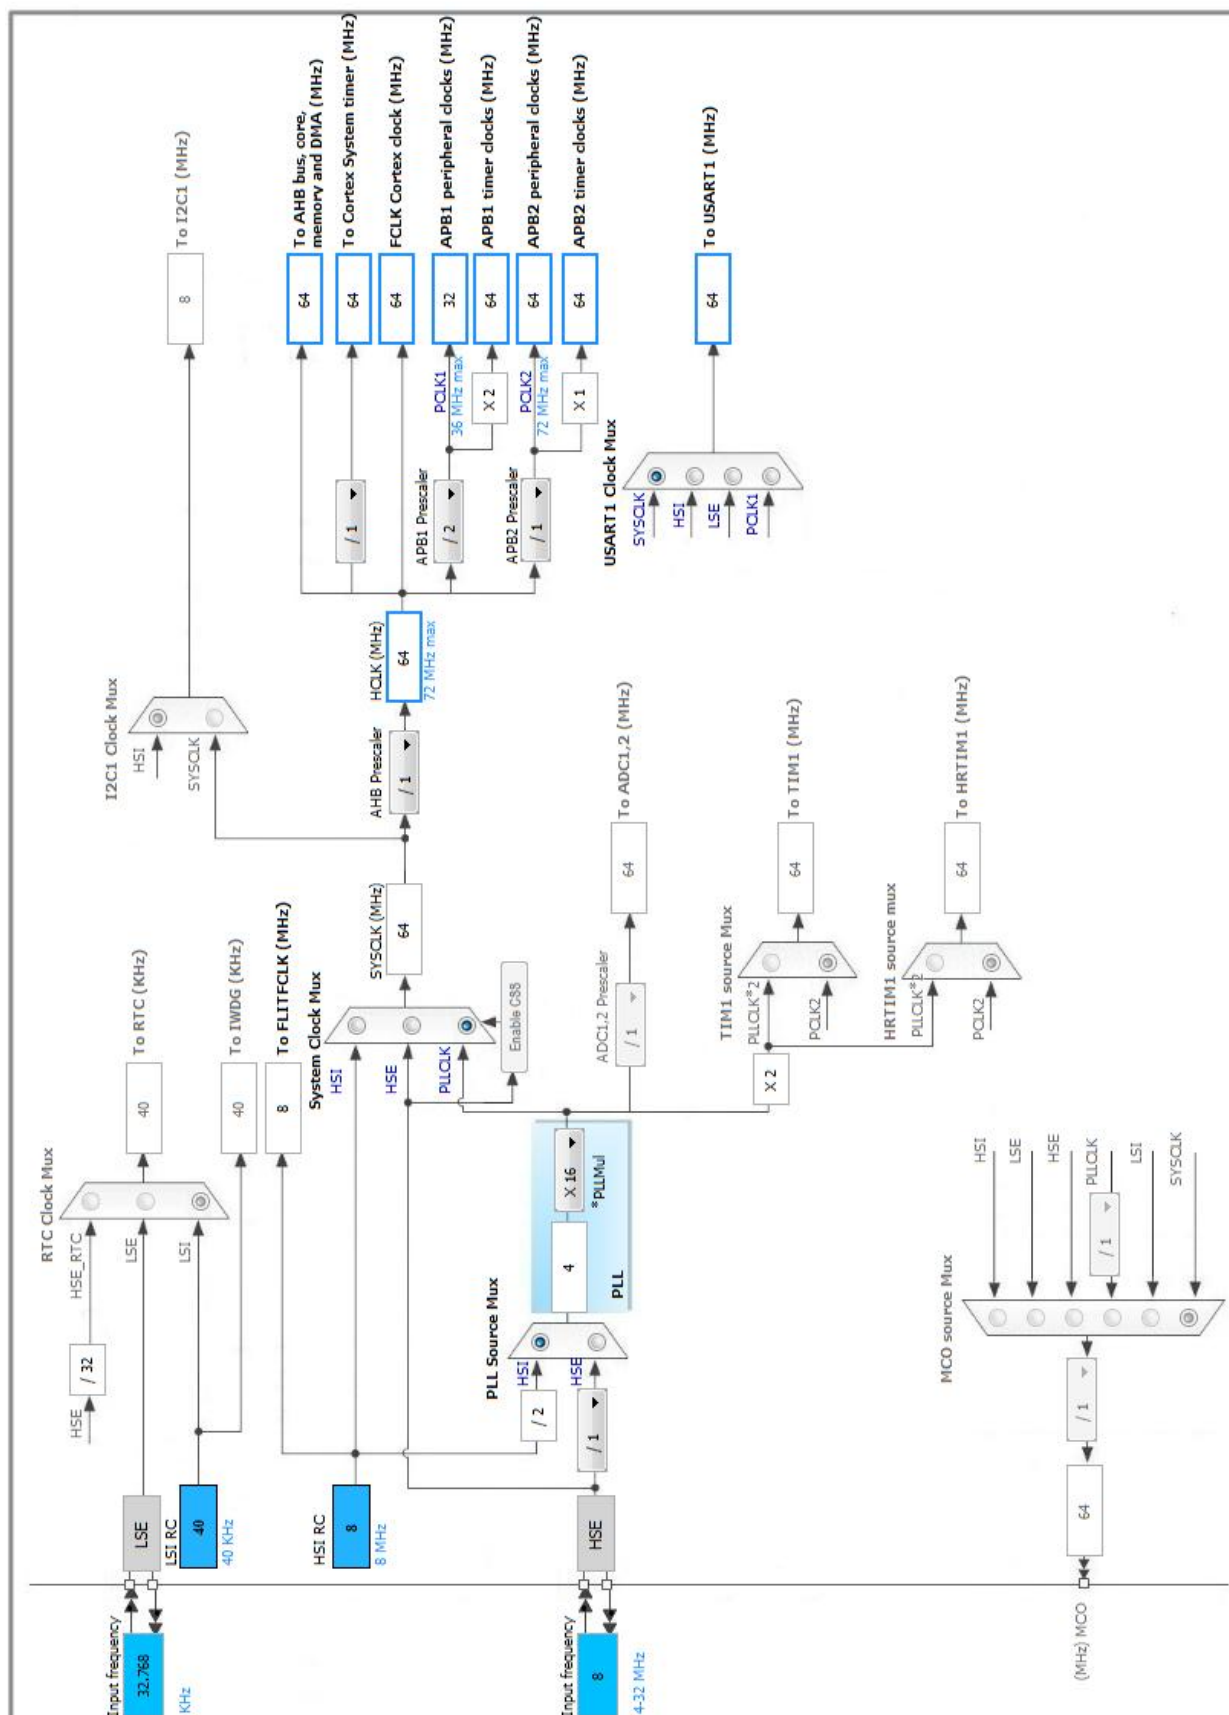 Input frequency
32.768
KHz
LSE
LSI RC
40
40 KHz
HSE
/ 32
HSE_RTC
LSE
LSI
RTC Clock Mux
40
To RTC (KHz)
40
To IWDG (KHz)
8
To FLITFCLK (MHz)
HSI RC
8
8 MHz
Input frequency
8
4-32 MHz
HSE
/ 2
/ 1
PLL Source Mux
HSI
HSE
4
X 16
*PLLMul
PLL
System Clock Mux
HSI
HSE
PLLCLK
Enable CSS
SYSCLK (MHz)
64
AHB Prescaler
/ 1
HCLK (MHz)
64
72 MHz max
I2C1 Clock Mux
HSI
SYSCLK
8
To I2C1 (MHz)
64
To AHB bus, core,
memory and DMA (MHz)
/ 1
64
To Cortex System timer (MHz)
64
FCLK Cortex clock (MHz)
APB1 Prescaler
/ 2
PCLK1
36 MHz max
32
APB1 peripheral clocks (MHz)
X 2
64
APB1 timer clocks (MHz)
APB2 Prescaler
/ 1
PCLK2
72 MHz max
64
APB2 peripheral clocks (MHz)
X 1
64
APB2 timer clocks (MHz)
USART1 Clock Mux
SYSCLK
HSI
LSE
PCLK1
64
To USART1 (MHz)
ADC1,2 Prescaler
/ 1
64
To ADC1,2 (MHz)
X 2
TIM1 source Mux
PLLCLK*2
PCLK2
64
To TIM1 (MHz)
HRTIM1 source mux
PLLCLK*2
PCLK2
64
To HRTIM1 (MHz)
(MHz) MCO
64
/ 1
MCO source Mux
HSI
LSE
HSE
PLLCLK
/ 1
LSI
SYSCLK